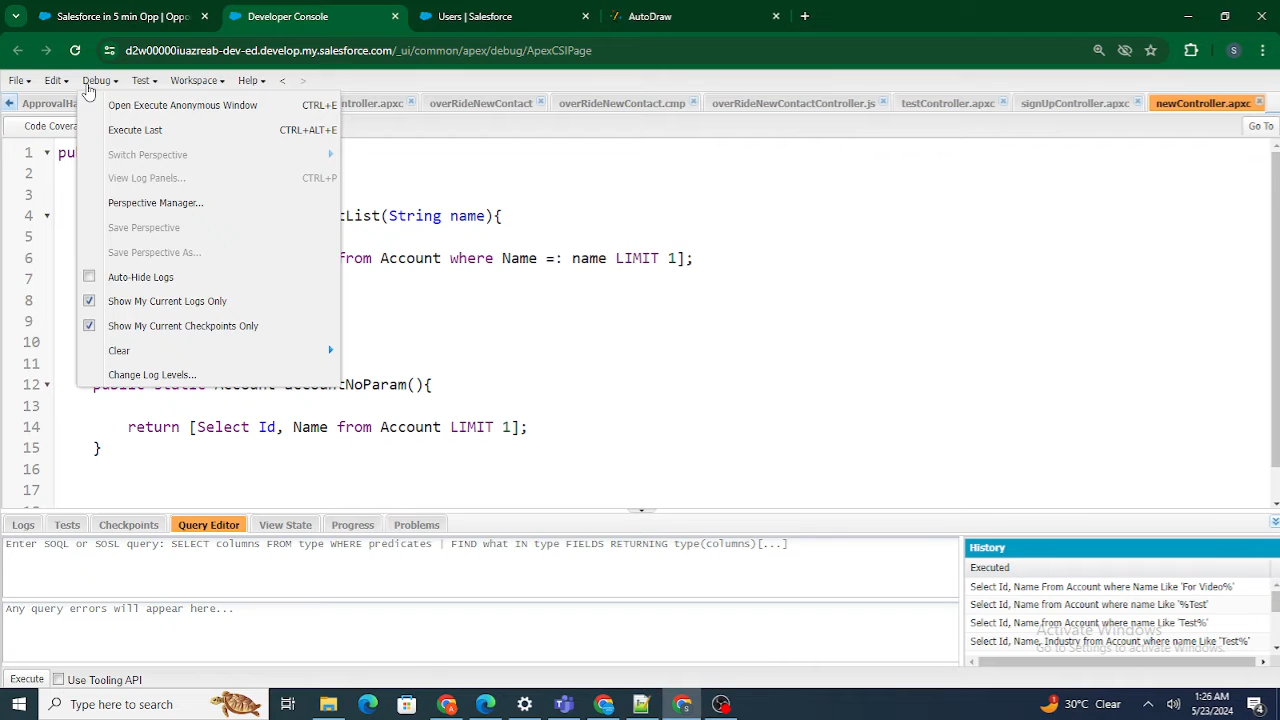 Salesforce in 5 min Opp | Oppo
Developer Console
Users | Salesforce
AutoDraw
d2w00000iuazreab-dev-ed.develop.my.salesforce.com/_ui/common/apex/debug/ApexCSIPage
S
File Edit Debug Test Workspace Help < >
ApprovalHa
ntroller.apxc
overRideNewContact
overRideNewContact.cmp
overRideNewContactController.js
testController.apxc
signUpController.apxc
newController.apxc
Code Covera
Go To
Open Execute Anonymous Window CTRL+E
Execute Last CTRL+ALT+E
Switch Perspective
View Log Panels... CTRL+P
Perspective Manager...
Save Perspective
Save Perspective As...
Auto-Hide Logs
Show My Current Logs Only
Show My Current Checkpoints Only
Clear
Change Log Levels...
1 pu
2
3
4 tList(String name){
5
6 from Account where Name =: name LIMIT 1];
7
8
9
10
11
12 public static Account accountNoParam(){
13
14 return [Select Id, Name from Account LIMIT 1];
15 }
16
17
Logs Tests Checkpoints Query Editor View State Progress Problems
Enter SOQL or SOSL query: SELECT columns FROM type WHERE predicates | FIND what IN type FIELDS RETURNING type(columns)[...]
Any query errors will appear here...
History
Executed
Select Id, Name From Account where Name Like 'For Video%'
Select Id, Name from Account where name Like '%Test'
Select Id, Name from Account where name Like 'Test%'
Select Id, Name, Industry from Account where name Like 'Test%'
Activate Windows
Go to Settings to activate Windows.
Execute Use Tooling API
Type here to search
30°C Clear
1:26 AM
5/23/2024
4